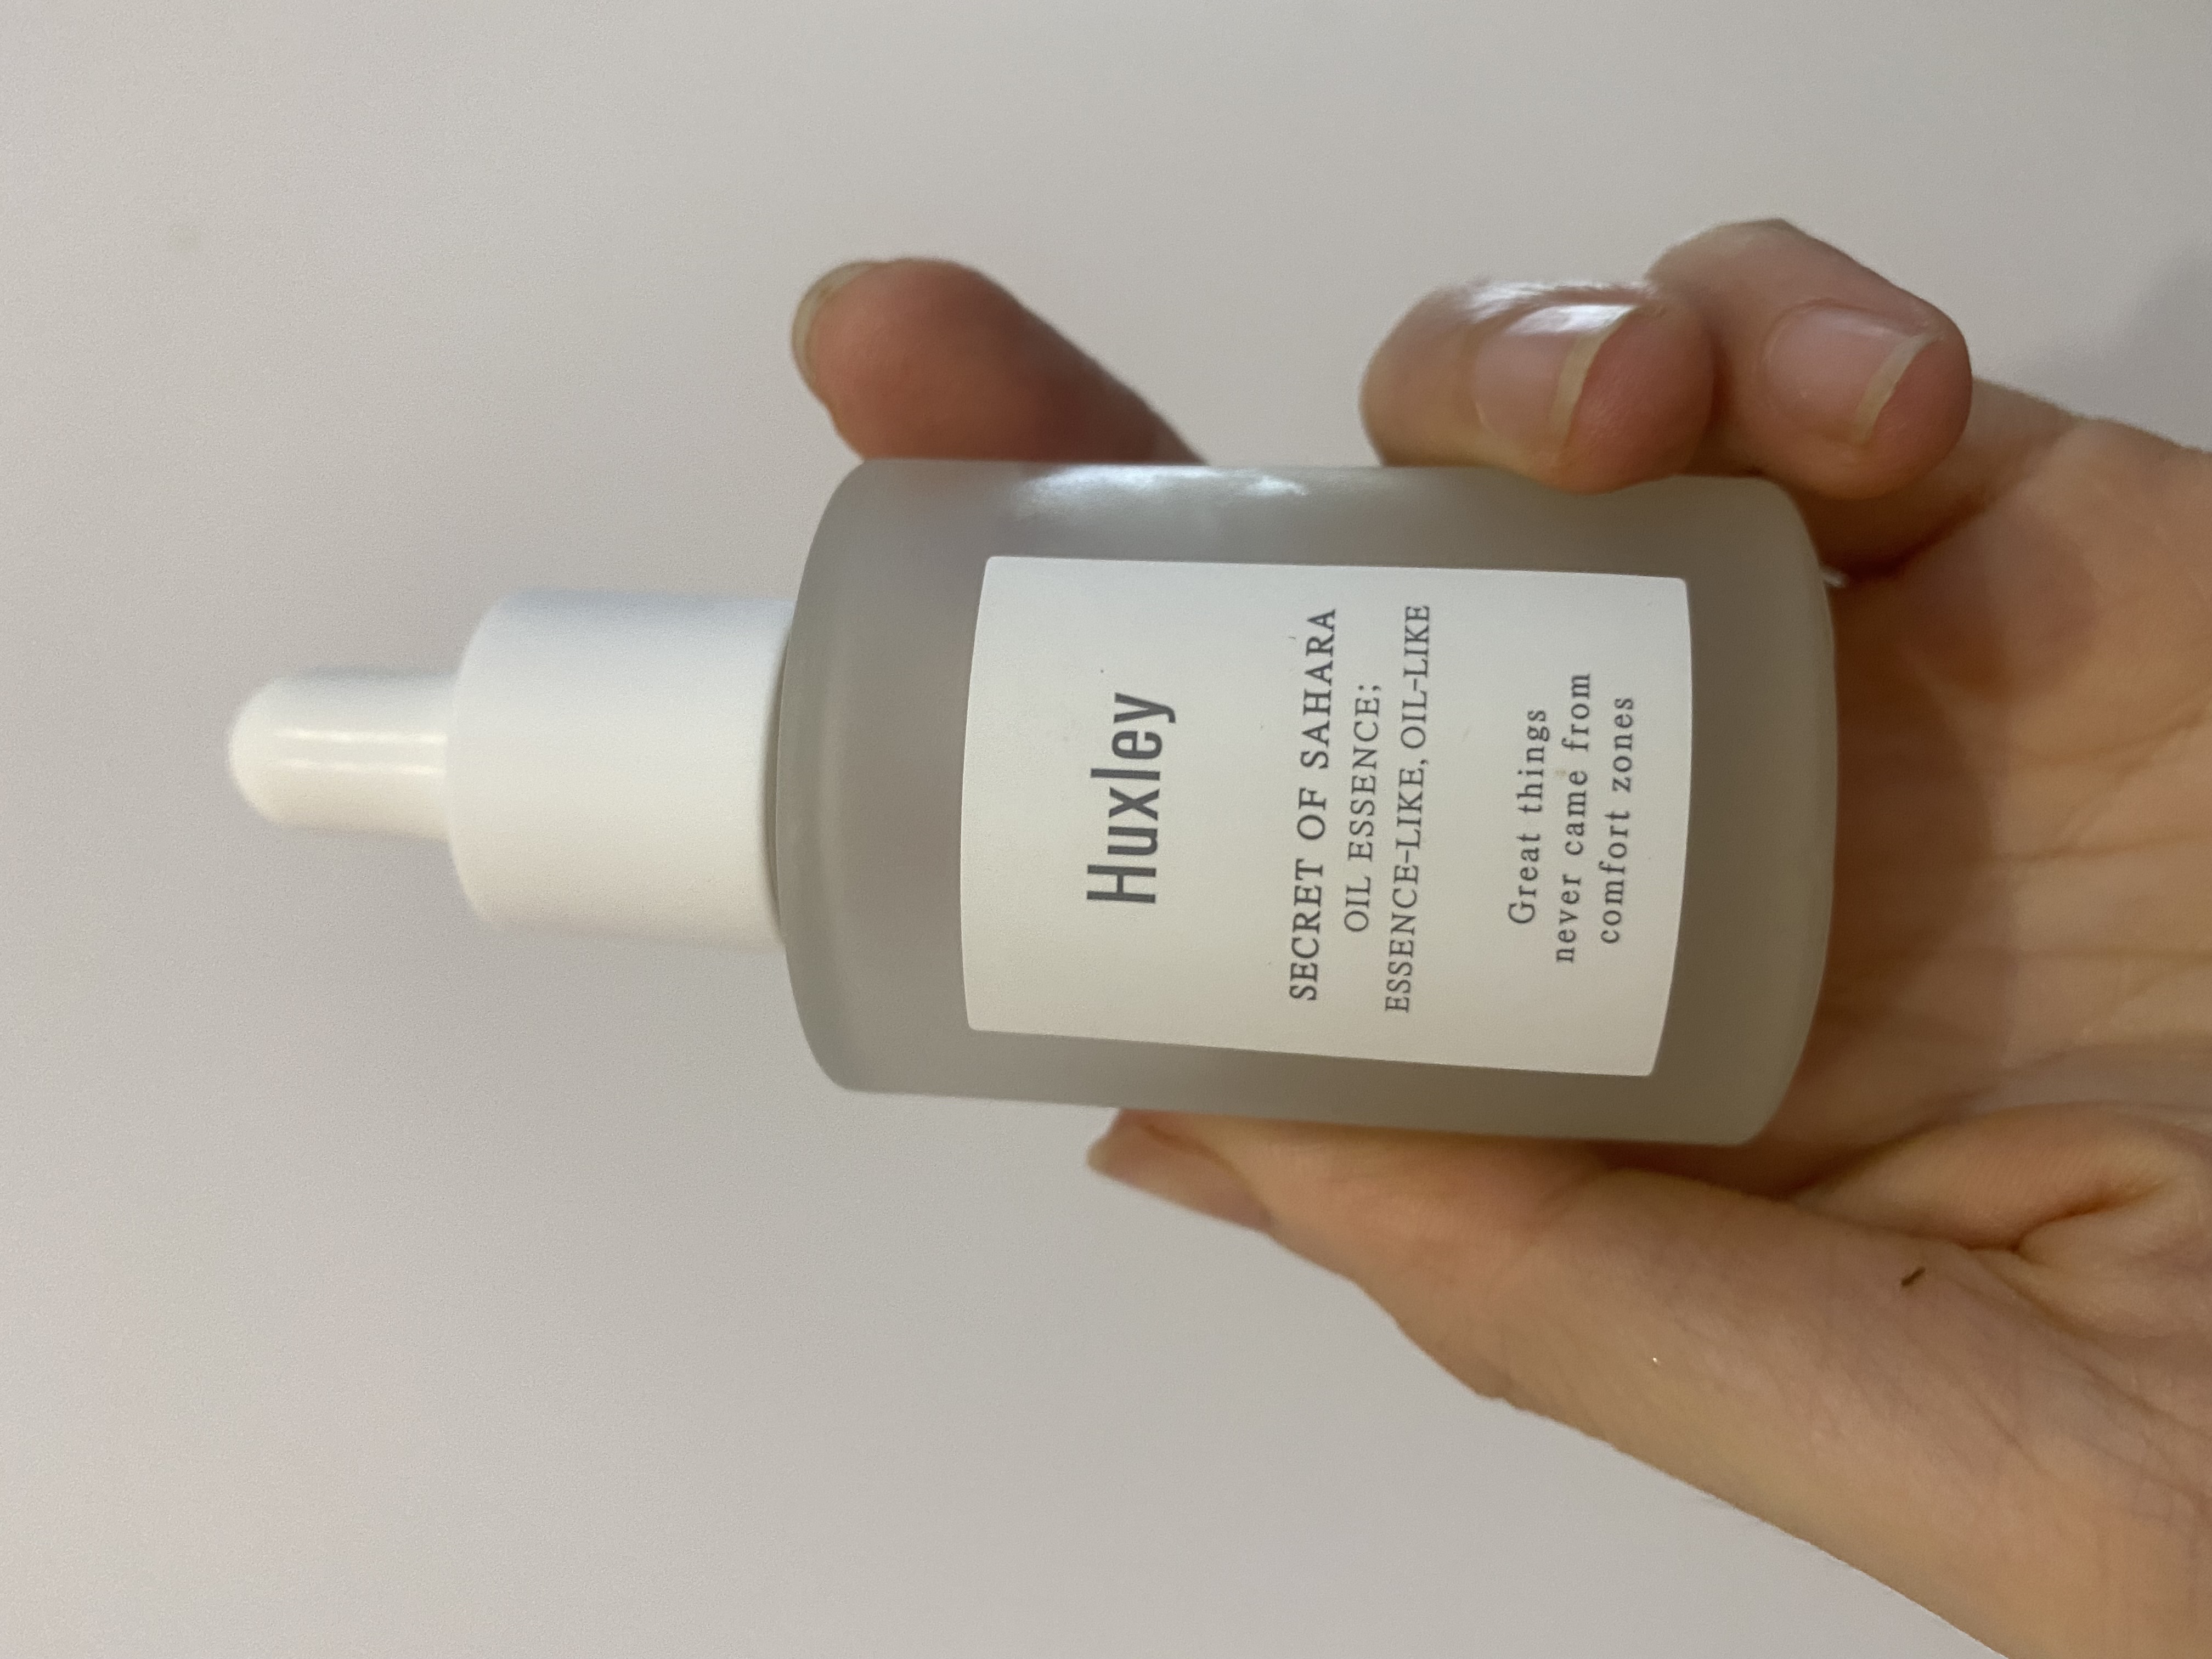 Huxley
SECRET OF SAHARA
OIL ESSENCE;
ESSENCE-LIKE, OIL-LIKE
Great things
never came from
comfort zones